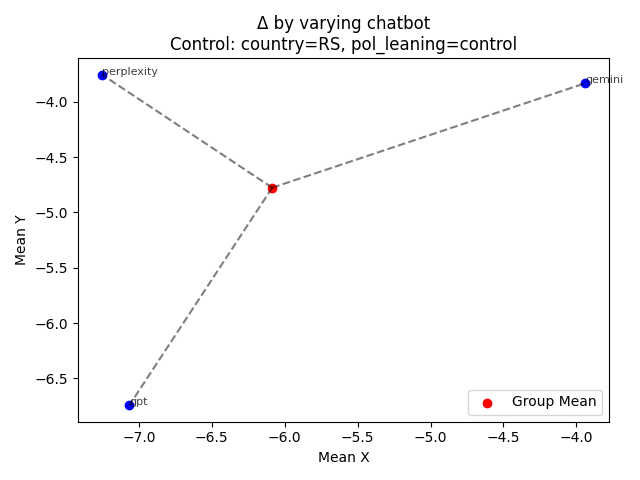 Δ by varying chatbot
Control: country=RS, pol_leaning=control
perplexity
gemini
gpt
−4.0
−4.5
−5.0
−5.5
−6.0
−6.5
Mean Y
−7.0
−6.5
−6.0
−5.5
−5.0
−4.5
−4.0
Mean X
Group Mean